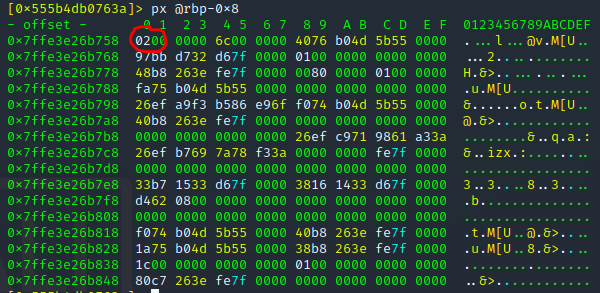 [0×555b4db0763a]> px @rbp-0×8
- offset - 0 1 2 3 4 5 6 7 8 9 A B C D E F 0123456789ABCDEF
0×7ffe3e26b758 0200 0000 6c00 0000 4076 b04d 5b55 0000 ....l...@v.M[U..
0×7ffe3e26b768 97bb d732 d67f 0000 0100 0000 0000 0000 ...2............
0×7ffe3e26b778 48b8 263e fe7f 0000 0080 0000 0100 0000 H.&>............
0×7ffe3e26b788 fa75 b04d 5b55 0000 0000 0000 0000 0000 .u.M[U..........
0×7ffe3e26b798 26ef a9f3 b586 e96f f074 b04d 5b55 0000 &......o.t.M[U..
0×7ffe3e26b7a8 40b8 263e fe7f 0000 0000 0000 0000 0000 @.&>............
0×7ffe3e26b7b8 0000 0000 0000 0000 26ef c971 9861 a33a ........&..q.a.:
0×7ffe3e26b7c8 26ef b769 7a78 f33a 0000 0000 fe7f 0000 &..izx.:........
0×7ffe3e26b7d8 0000 0000 0000 0000 0000 0000 0000 0000 ................
0×7ffe3e26b7e8 33b7 1533 d67f 0000 3816 1433 d67f 0000 3..3....8..3....
0×7ffe3e26b7f8 d462 0800 0000 0000 0000 0000 0000 0000 .b..............
0×7ffe3e26b808 0000 0000 0000 0000 0000 0000 0000 0000 ................
0×7ffe3e26b818 f074 b04d 5b55 0000 40b8 263e fe7f 0000 .t.M[U..@.&>....
0×7ffe3e26b828 1a75 b04d 5b55 0000 38b8 263e fe7f 0000 .u.M[U..8.&>....
0×7ffe3e26b838 1c00 0000 0000 0000 0100 0000 0000 0000 ................
0×7ffe3e26b848 80c7 263e fe7f 0000 0000 0000 0000 0000 ..&>............